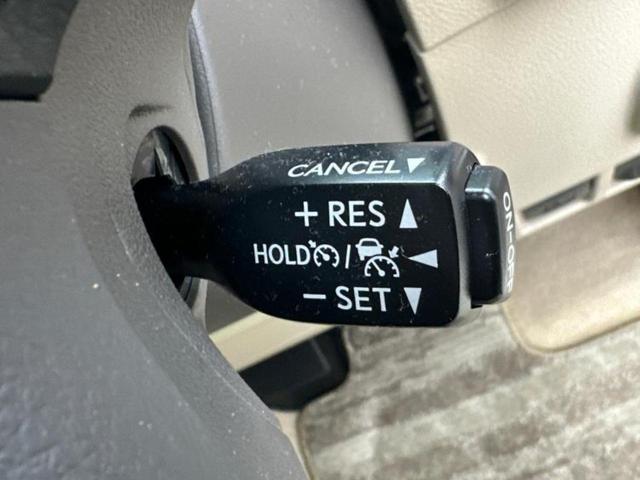 CANCEL▼
+ RES ▲
HOLD / ◀
− SET ▼
ON-OFF